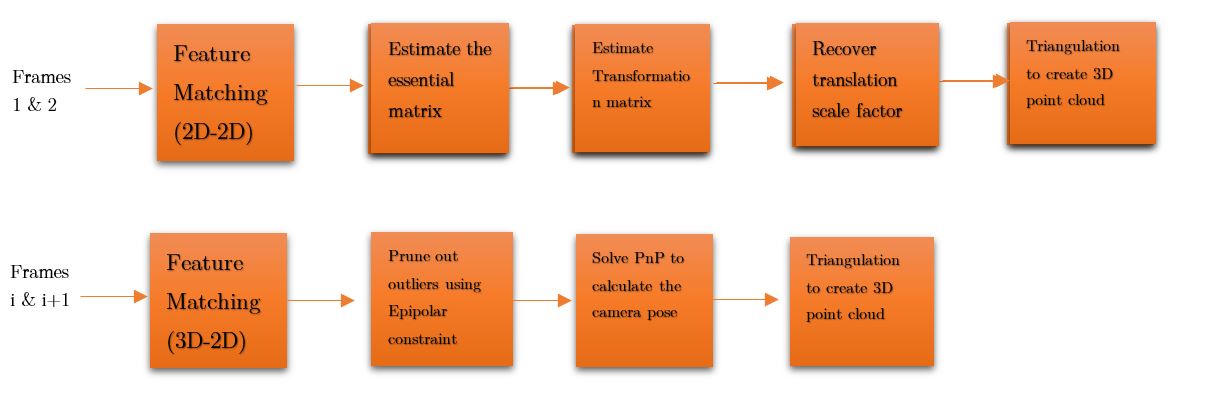 Frames
1 & 2
Feature
Matching
(2D-2D)
Estimate the
essential
matrix
Estimate
Transformatio
n matrix
Recover
translation
scale factor
Triangulation
to create 3D
point cloud
Frames
i & i+1
Feature
Matching
(3D-2D)
Prune out
outliers using
Epipolar
constraint
Solve PnP to
calculate the
camera pose
Triangulation
to create 3D
point cloud